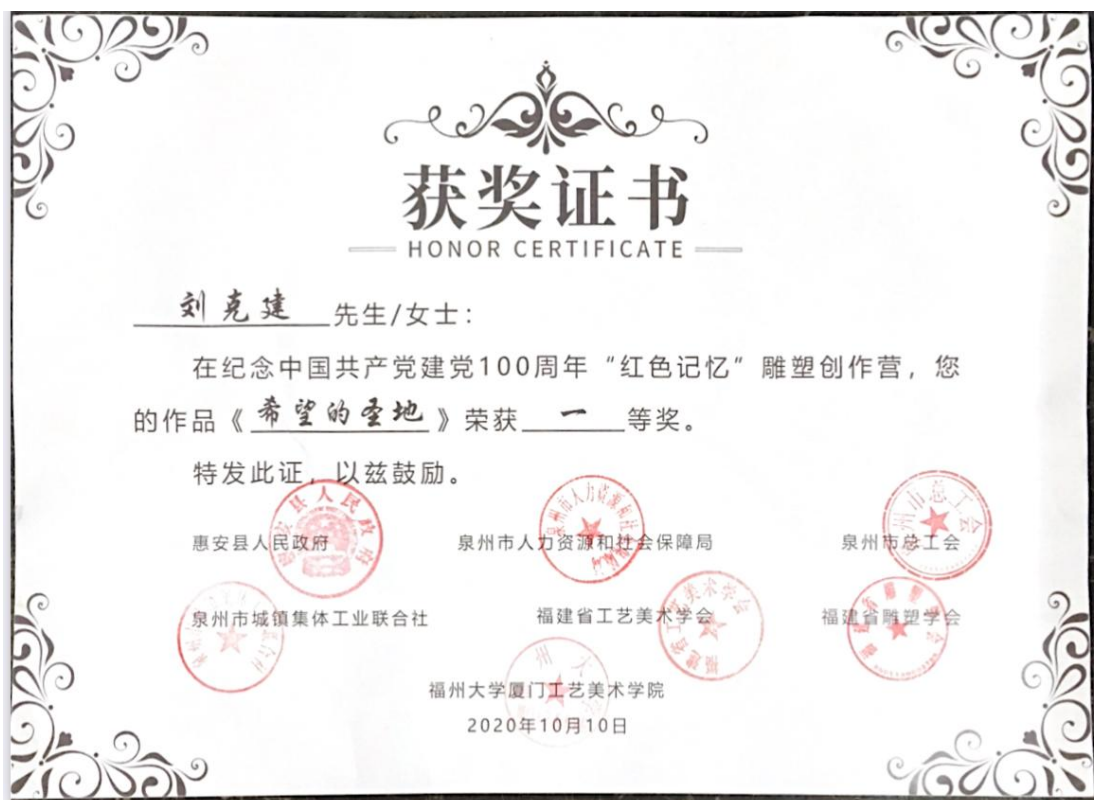 获奖证书
HONOR CERTIFICATE
刘克建 先生/女士：
在纪念中国共产党建党100周年“红色记忆”雕塑创作营，您
的作品《希望的圣地》荣获 一 等奖。
特发此证，以兹鼓励。
惠安县人民政府 泉州市人力资源和社会保障局 泉州市总工会
泉州市城镇集体工业联合社 福建省工艺美术学会 福建省雕塑学会
福州大学厦门工艺美术学院
2020年10月10日